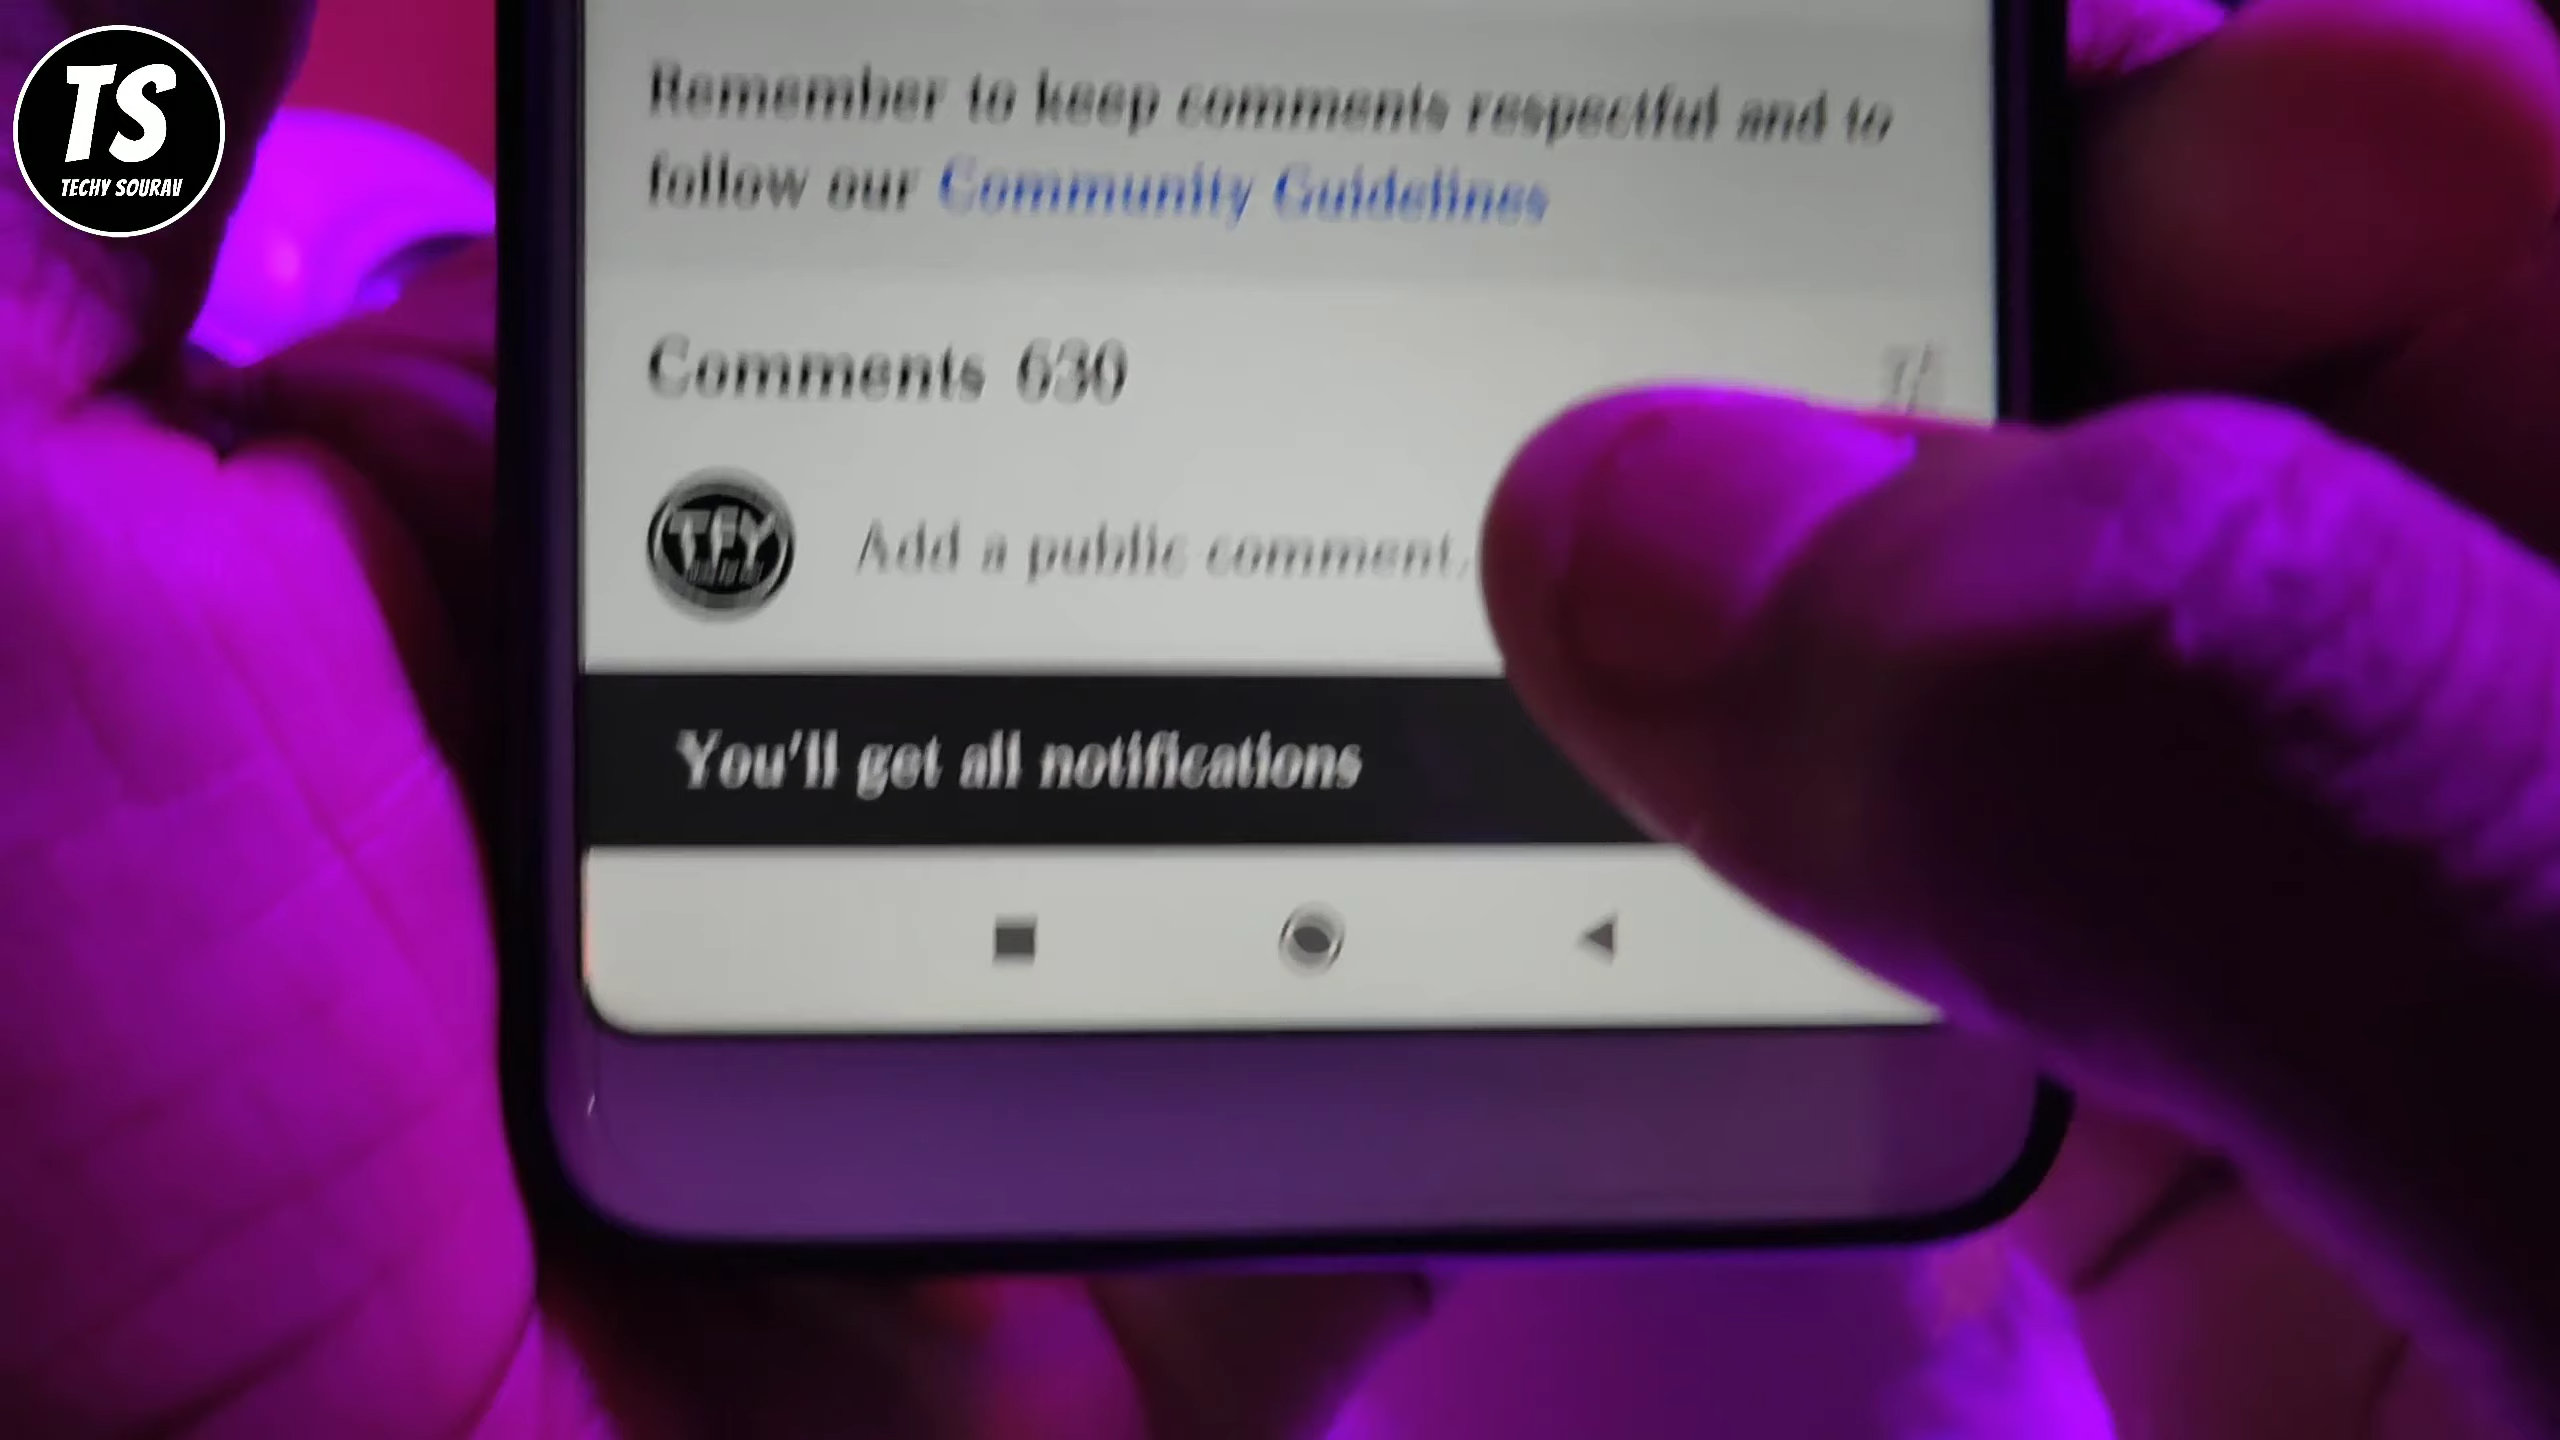 TS
TECHY SOURAV
Remember to keep comments respectful and to
follow our Community Guidelines
Comments 630
TFY
Add a public comment.
You'll get all notifications